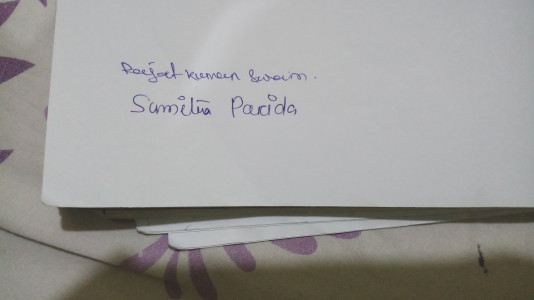 Rajat kumar Swain.
Sumitra Parida